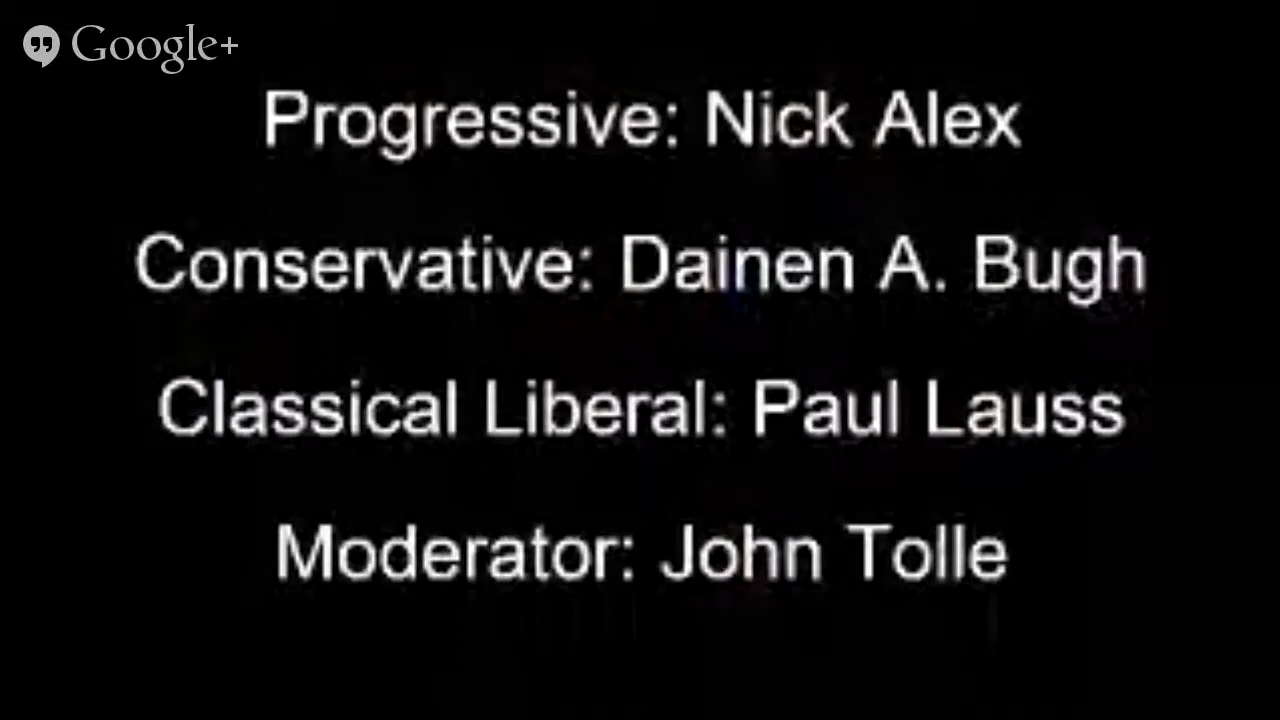 Google+
Progressive: Nick Alex
Conservative: Dainen A. Bugh
Classical Liberal: Paul Lauss
Moderator: John Tolle